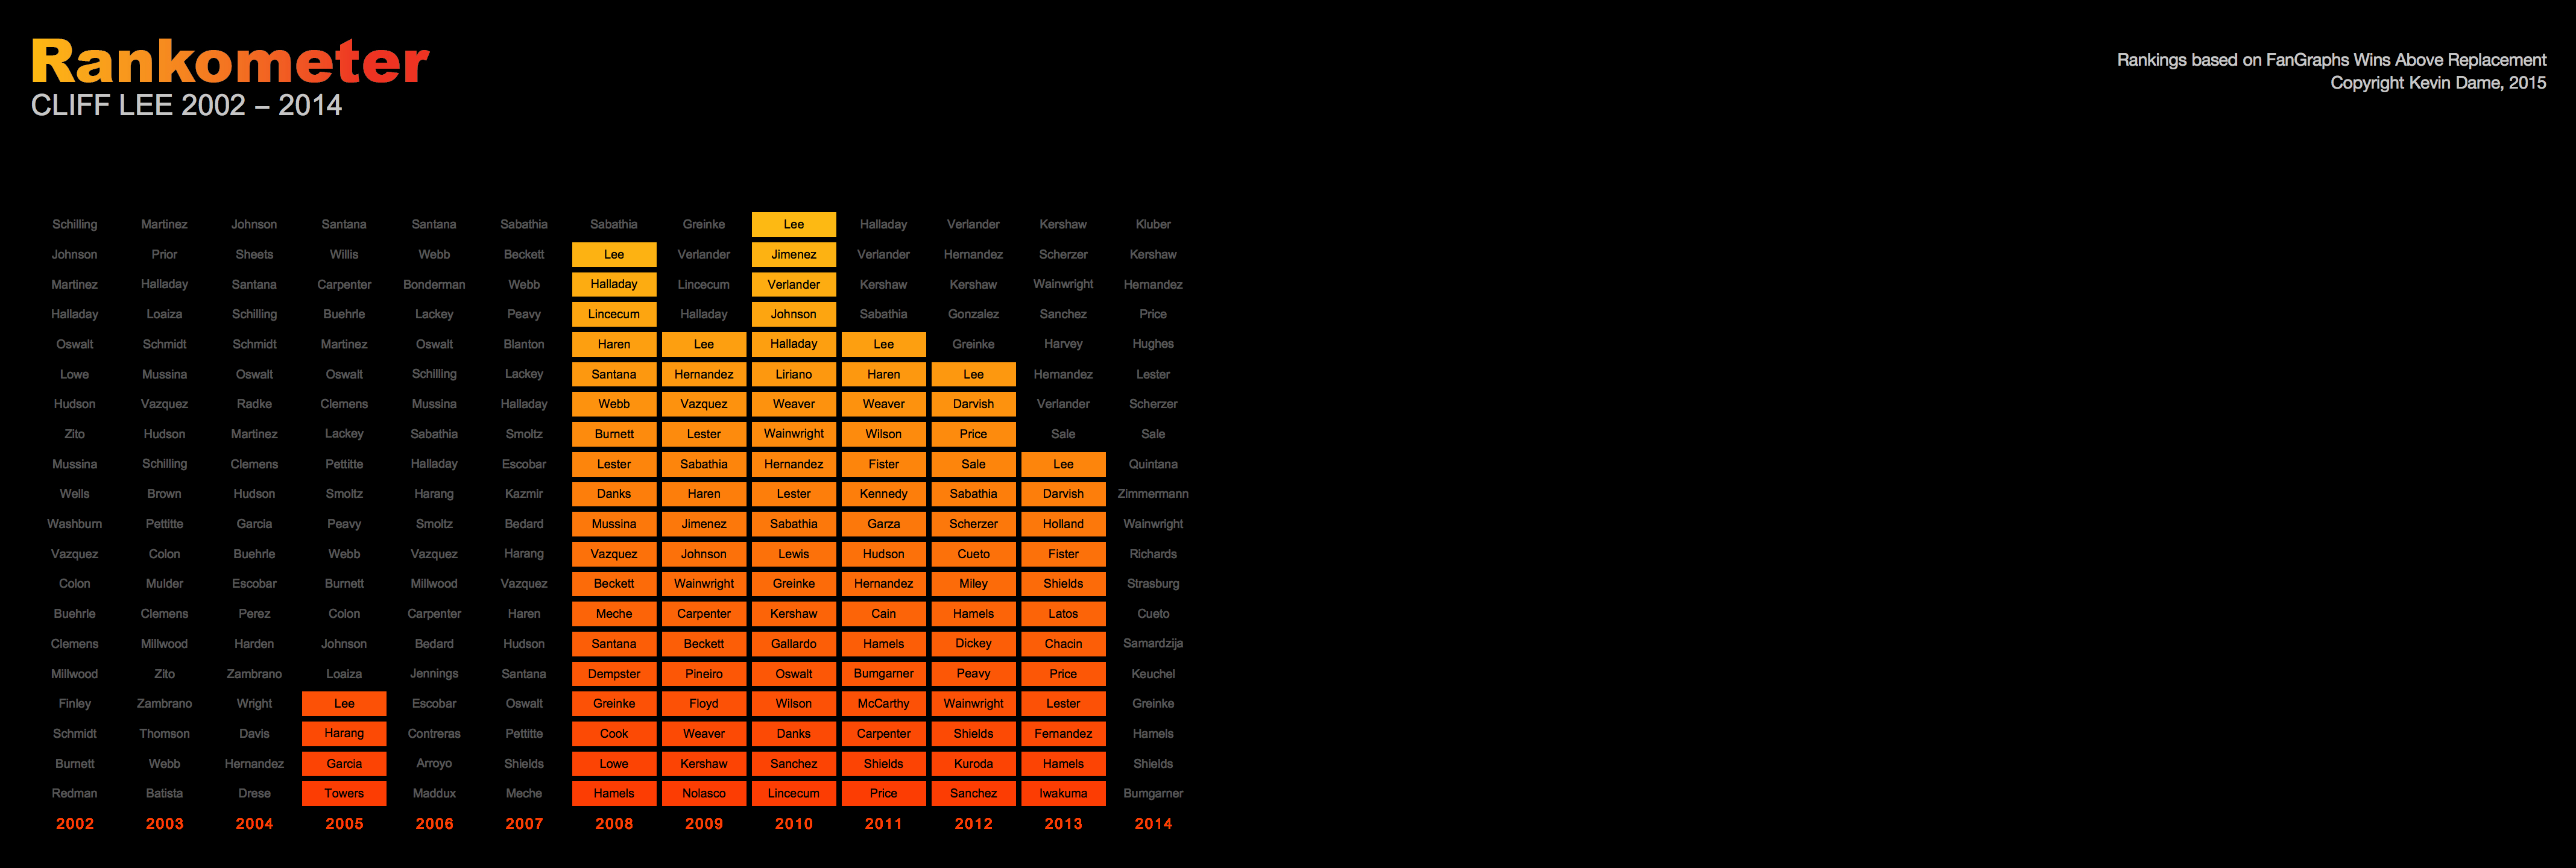 Rankometer
CLIFF LEE 2002 – 2014
Rankings based on FanGraphs Wins Above Replacement
Copyright Kevin Dame, 2015
Schilling Martinez Johnson Santana Santana Sabathia Sabathia Greinke Lee Halladay Verlander Kershaw Kluber
Johnson Prior Sheets Willis Webb Beckett Lee Verlander Jimenez Verlander Hernandez Scherzer Kershaw
Martinez Halladay Santana Carpenter Bonderman Webb Halladay Lincecum Verlander Kershaw Kershaw Wainwright Hernandez
Halladay Loaiza Schilling Buehrle Lackey Peavy Lincecum Halladay Johnson Sabathia Gonzalez Sanchez Price
Oswalt Schmidt Schmidt Martinez Oswalt Blanton Haren Lee Halladay Lee Greinke Harvey Hughes
Lowe Mussina Oswalt Oswalt Schilling Lackey Santana Hernandez Liriano Haren Lee Hernandez Lester
Hudson Vazquez Radke Clemens Mussina Halladay Webb Vazquez Weaver Weaver Darvish Verlander Scherzer
Zito Hudson Martinez Lackey Sabathia Smoltz Burnett Lester Wainwright Wilson Price Sale Sale
Mussina Schilling Clemens Pettitte Halladay Escobar Lester Sabathia Hernandez Fister Sale Lee Quintana
Wells Brown Hudson Smoltz Harang Kazmir Danks Haren Lester Kennedy Sabathia Darvish Zimmermann
Washburn Pettitte Garcia Peavy Smoltz Bedard Mussina Jimenez Sabathia Garza Scherzer Holland Wainwright
Vazquez Colon Buehrle Webb Vazquez Harang Vazquez Johnson Lewis Hudson Cueto Fister Richards
Colon Mulder Escobar Burnett Millwood Vazquez Beckett Wainwright Greinke Hernandez Miley Shields Strasburg
Buehrle Clemens Perez Colon Carpenter Haren Meche Carpenter Kershaw Cain Hamels Latos Cueto
Clemens Millwood Harden Johnson Bedard Hudson Santana Beckett Gallardo Hamels Dickey Chacin Samardzija
Millwood Zito Zambrano Loaiza Jennings Santana Dempster Pineiro Oswalt Bumgarner Peavy Price Keuchel
Finley Zambrano Wright Lee Escobar Oswalt Greinke Floyd Wilson McCarthy Wainwright Lester Greinke
Schmidt Thomson Davis Harang Contreras Pettitte Cook Weaver Danks Carpenter Shields Fernandez Hamels
Burnett Webb Hernandez Garcia Arroyo Shields Lowe Kershaw Sanchez Shields Kuroda Hamels Shields
Redman Batista Drese Towers Maddux Meche Hamels Nolasco Lincecum Price Sanchez Iwakuma Bumgarner
2002 2003 2004 2005 2006 2007 2008 2009 2010 2011 2012 2013 2014